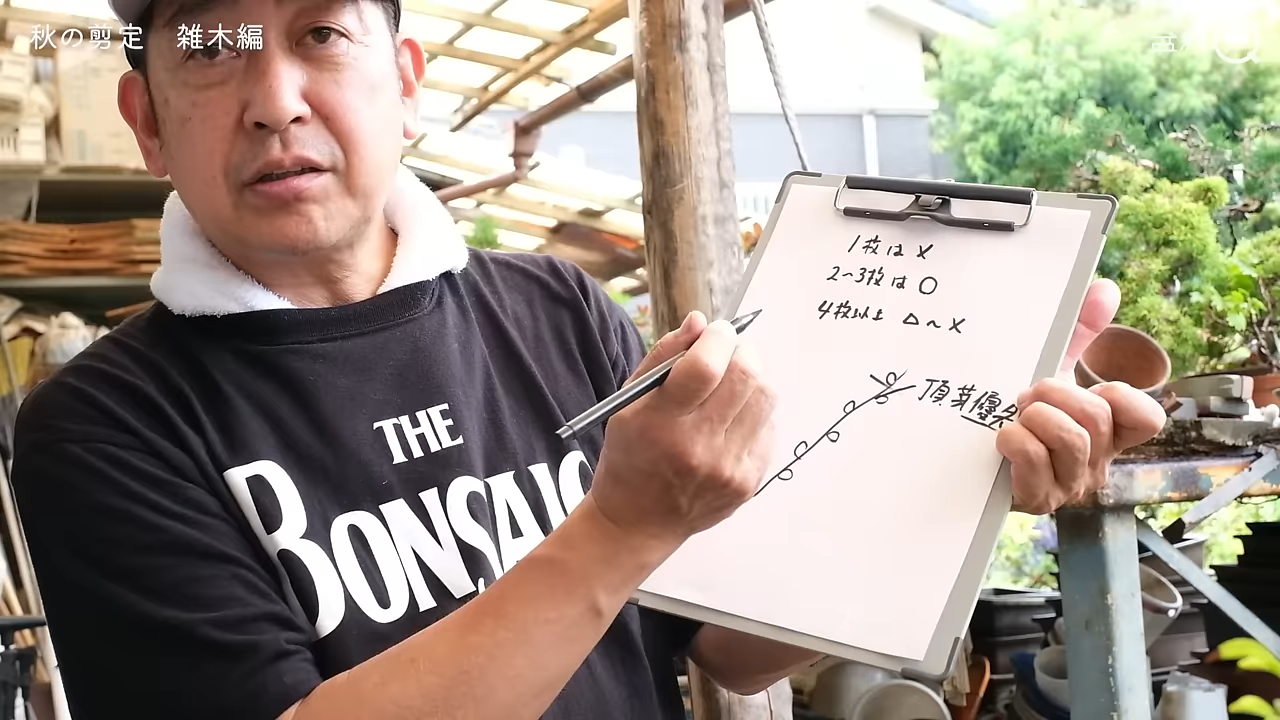 秋の剪定　雑木編
1枚は×
2〜3枚は○
4枚以上 △〜×
頂芽優
THE
BONSAI